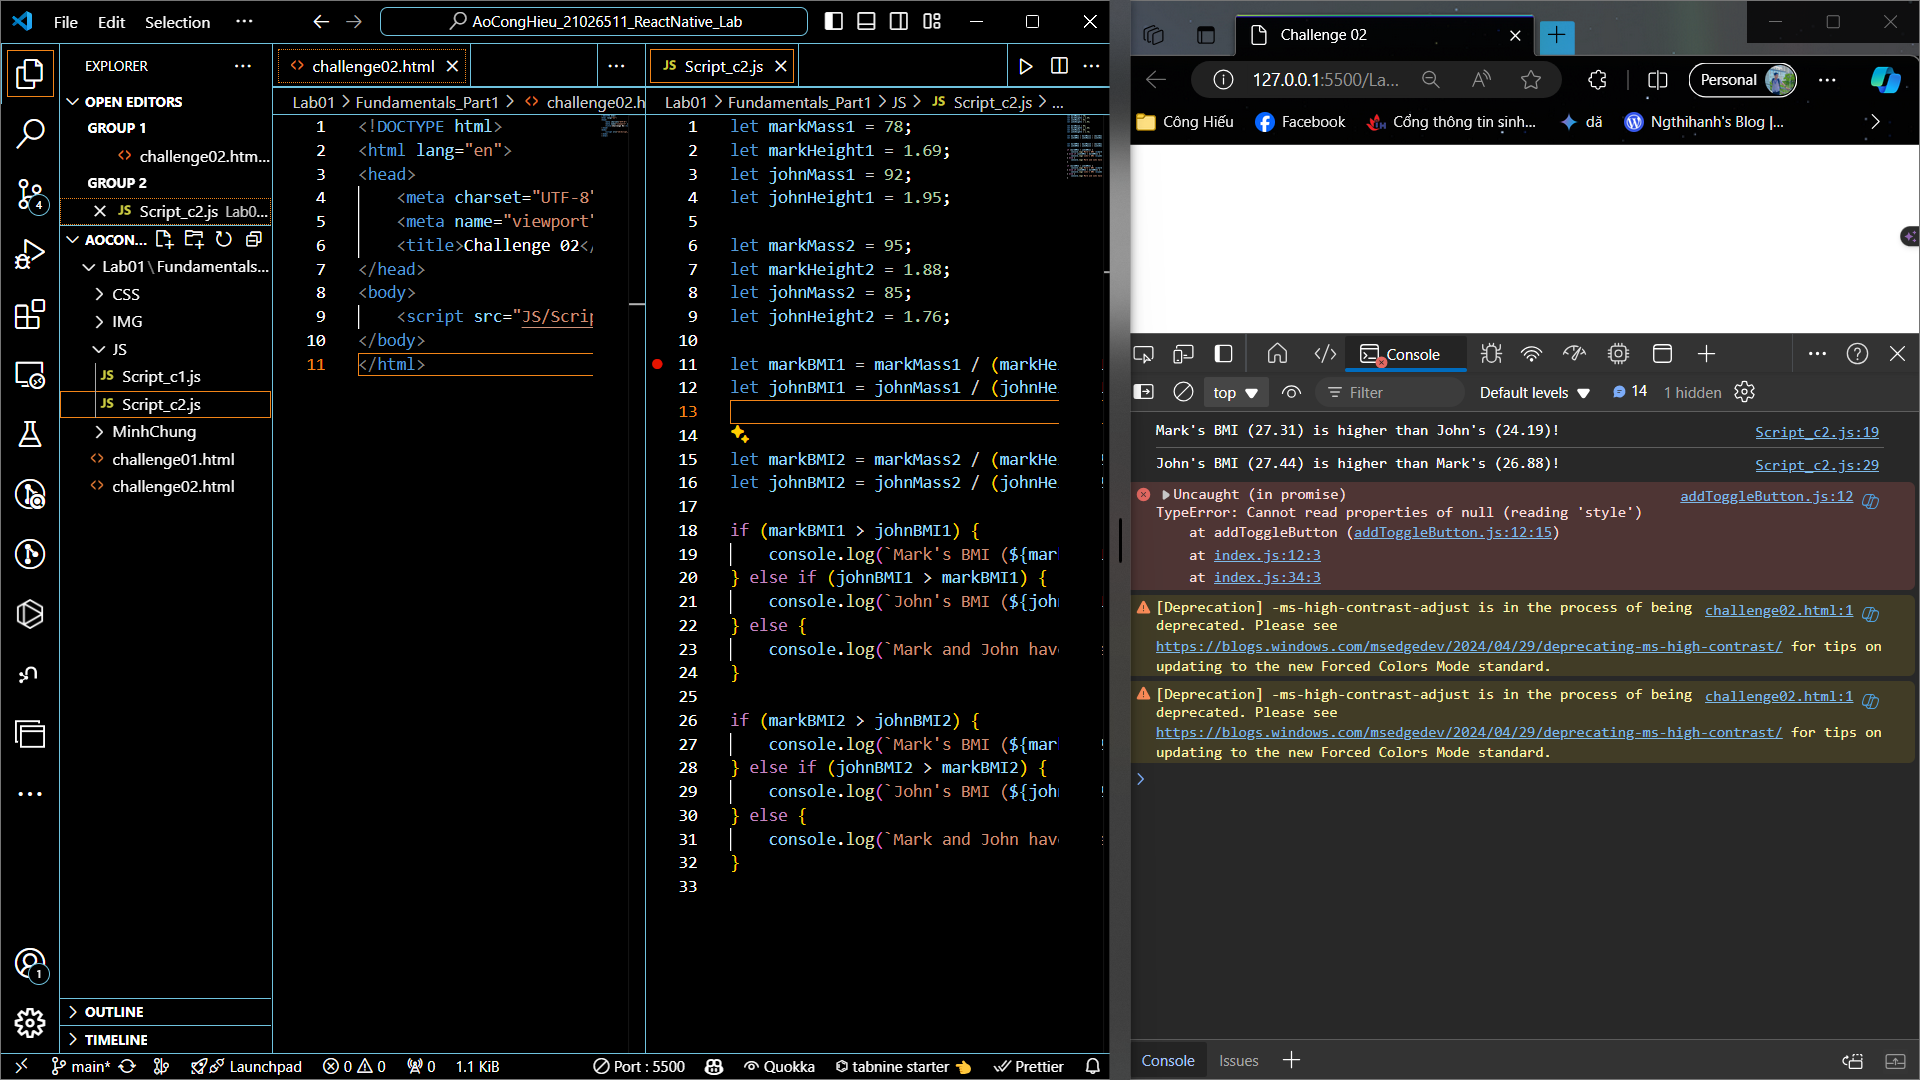 File Edit Selection ··· AoCongHieu_21026511_ReactNative_Lab
EXPLORER
OPEN EDITORS
GROUP 1
challenge02.htm...
GROUP 2
JS Script_c2.js Lab0...
AOCON...
Lab01\Fundamentals...
CSS
IMG
JS
JS Script_c1.js
JS Script_c2.js
MinhChung
challenge01.html
challenge02.html
OUTLINE
TIMELINE
4
1
challenge02.html
Lab01 > Fundamentals_Part1 > challenge02.h
1 <!DOCTYPE html>
2 <html lang="en">
3 <head>
4 <meta charset="UTF-8"
5 <meta name="viewport"
6 <title>Challenge 02</
7 </head>
8 <body>
9 <script src="JS/Scrip
10 </body>
11 </html>
JS Script_c2.js
Lab01 > Fundamentals_Part1 > JS > JS Script_c2.js > ...
1 let markMass1 = 78;
2 let markHeight1 = 1.69;
3 let johnMass1 = 92;
4 let johnHeight1 = 1.95;
5
6 let markMass2 = 95;
7 let markHeight2 = 1.88;
8 let johnMass2 = 85;
9 let johnHeight2 = 1.76;
10
11 let markBMI1 = markMass1 / (markHe
12 let johnBMI1 = johnMass1 / (johnHe
13
14
15 let markBMI2 = markMass2 / (markHe
16 let johnBMI2 = johnMass2 / (johnHe
17
18 if (markBMI1 > johnBMI1) {
19 console.log(`Mark's BMI (${mar
20 } else if (johnBMI1 > markBMI1) {
21 console.log(`John's BMI (${joh
22 } else {
23 console.log(`Mark and John hav
24 }
25
26 if (markBMI2 > johnBMI2) {
27 console.log(`Mark's BMI (${mar
28 } else if (johnBMI2 > markBMI2) {
29 console.log(`John's BMI (${joh
30 } else {
31 console.log(`Mark and John hav
32 }
33
main* Launchpad 0 0 0 1.1 KiB Port : 5500 Quokka tabnine starter Prettier
Challenge 02
127.0.0.1:5500/La... Personal
Công Hiếu Facebook Cổng thông tin sinh... dã Ngthihanh's Blog |...
Console
top Filter Default levels 14 1 hidden
Mark's BMI (27.31) is higher than John's (24.19)! Script_c2.js:19
John's BMI (27.44) is higher than Mark's (26.88)! Script_c2.js:29
Uncaught (in promise) addToggleButton.js:12
TypeError: Cannot read properties of null (reading 'style')
at addToggleButton (addToggleButton.js:12:15)
at index.js:12:3
at index.js:34:3
[Deprecation] -ms-high-contrast-adjust is in the process of being challenge02.html:1
deprecated. Please see
https://blogs.windows.com/msedgedev/2024/04/29/deprecating-ms-high-contrast/ for tips on
updating to the new Forced Colors Mode standard.
[Deprecation] -ms-high-contrast-adjust is in the process of being challenge02.html:1
deprecated. Please see
https://blogs.windows.com/msedgedev/2024/04/29/deprecating-ms-high-contrast/ for tips on
updating to the new Forced Colors Mode standard.
Console Issues